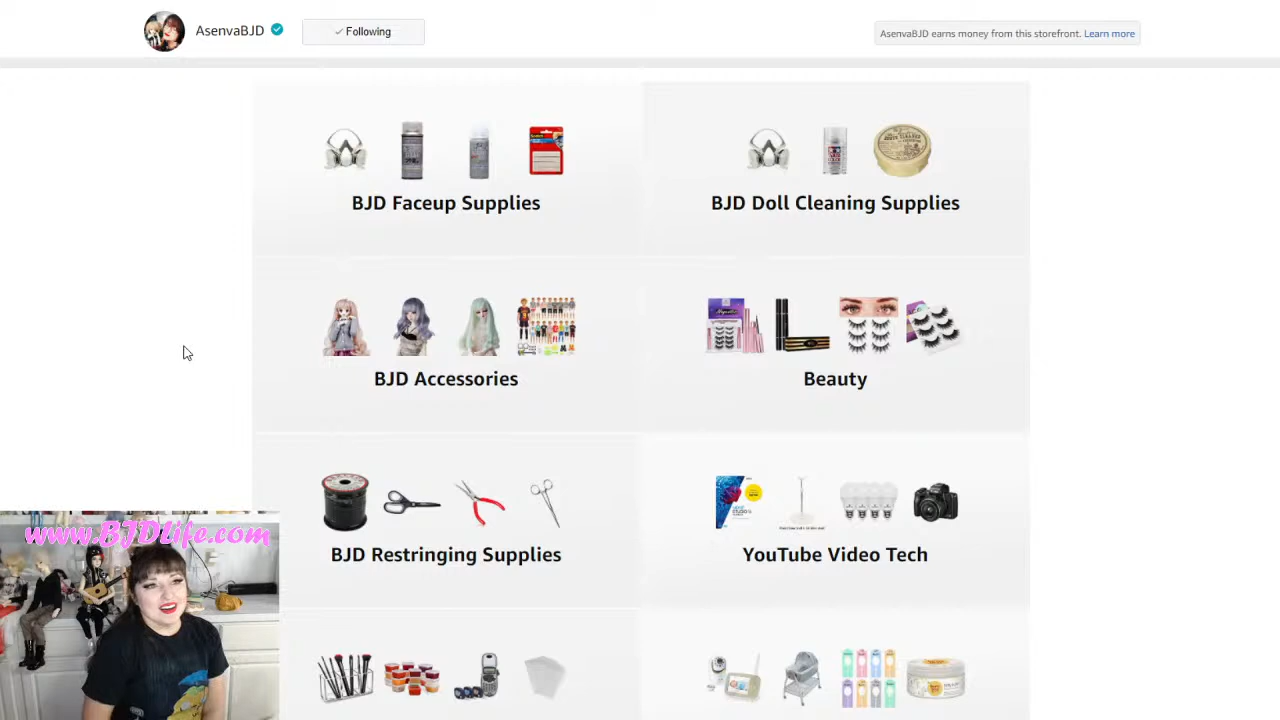 AsenvaBJD
Following
AsenvaBJD earns money from this storefront. Learn more
BJD Faceup Supplies
BJD Doll Cleaning Supplies
BJD Accessories
Beauty
BJD Restringing Supplies
YouTube Video Tech
www.BJDlife.com